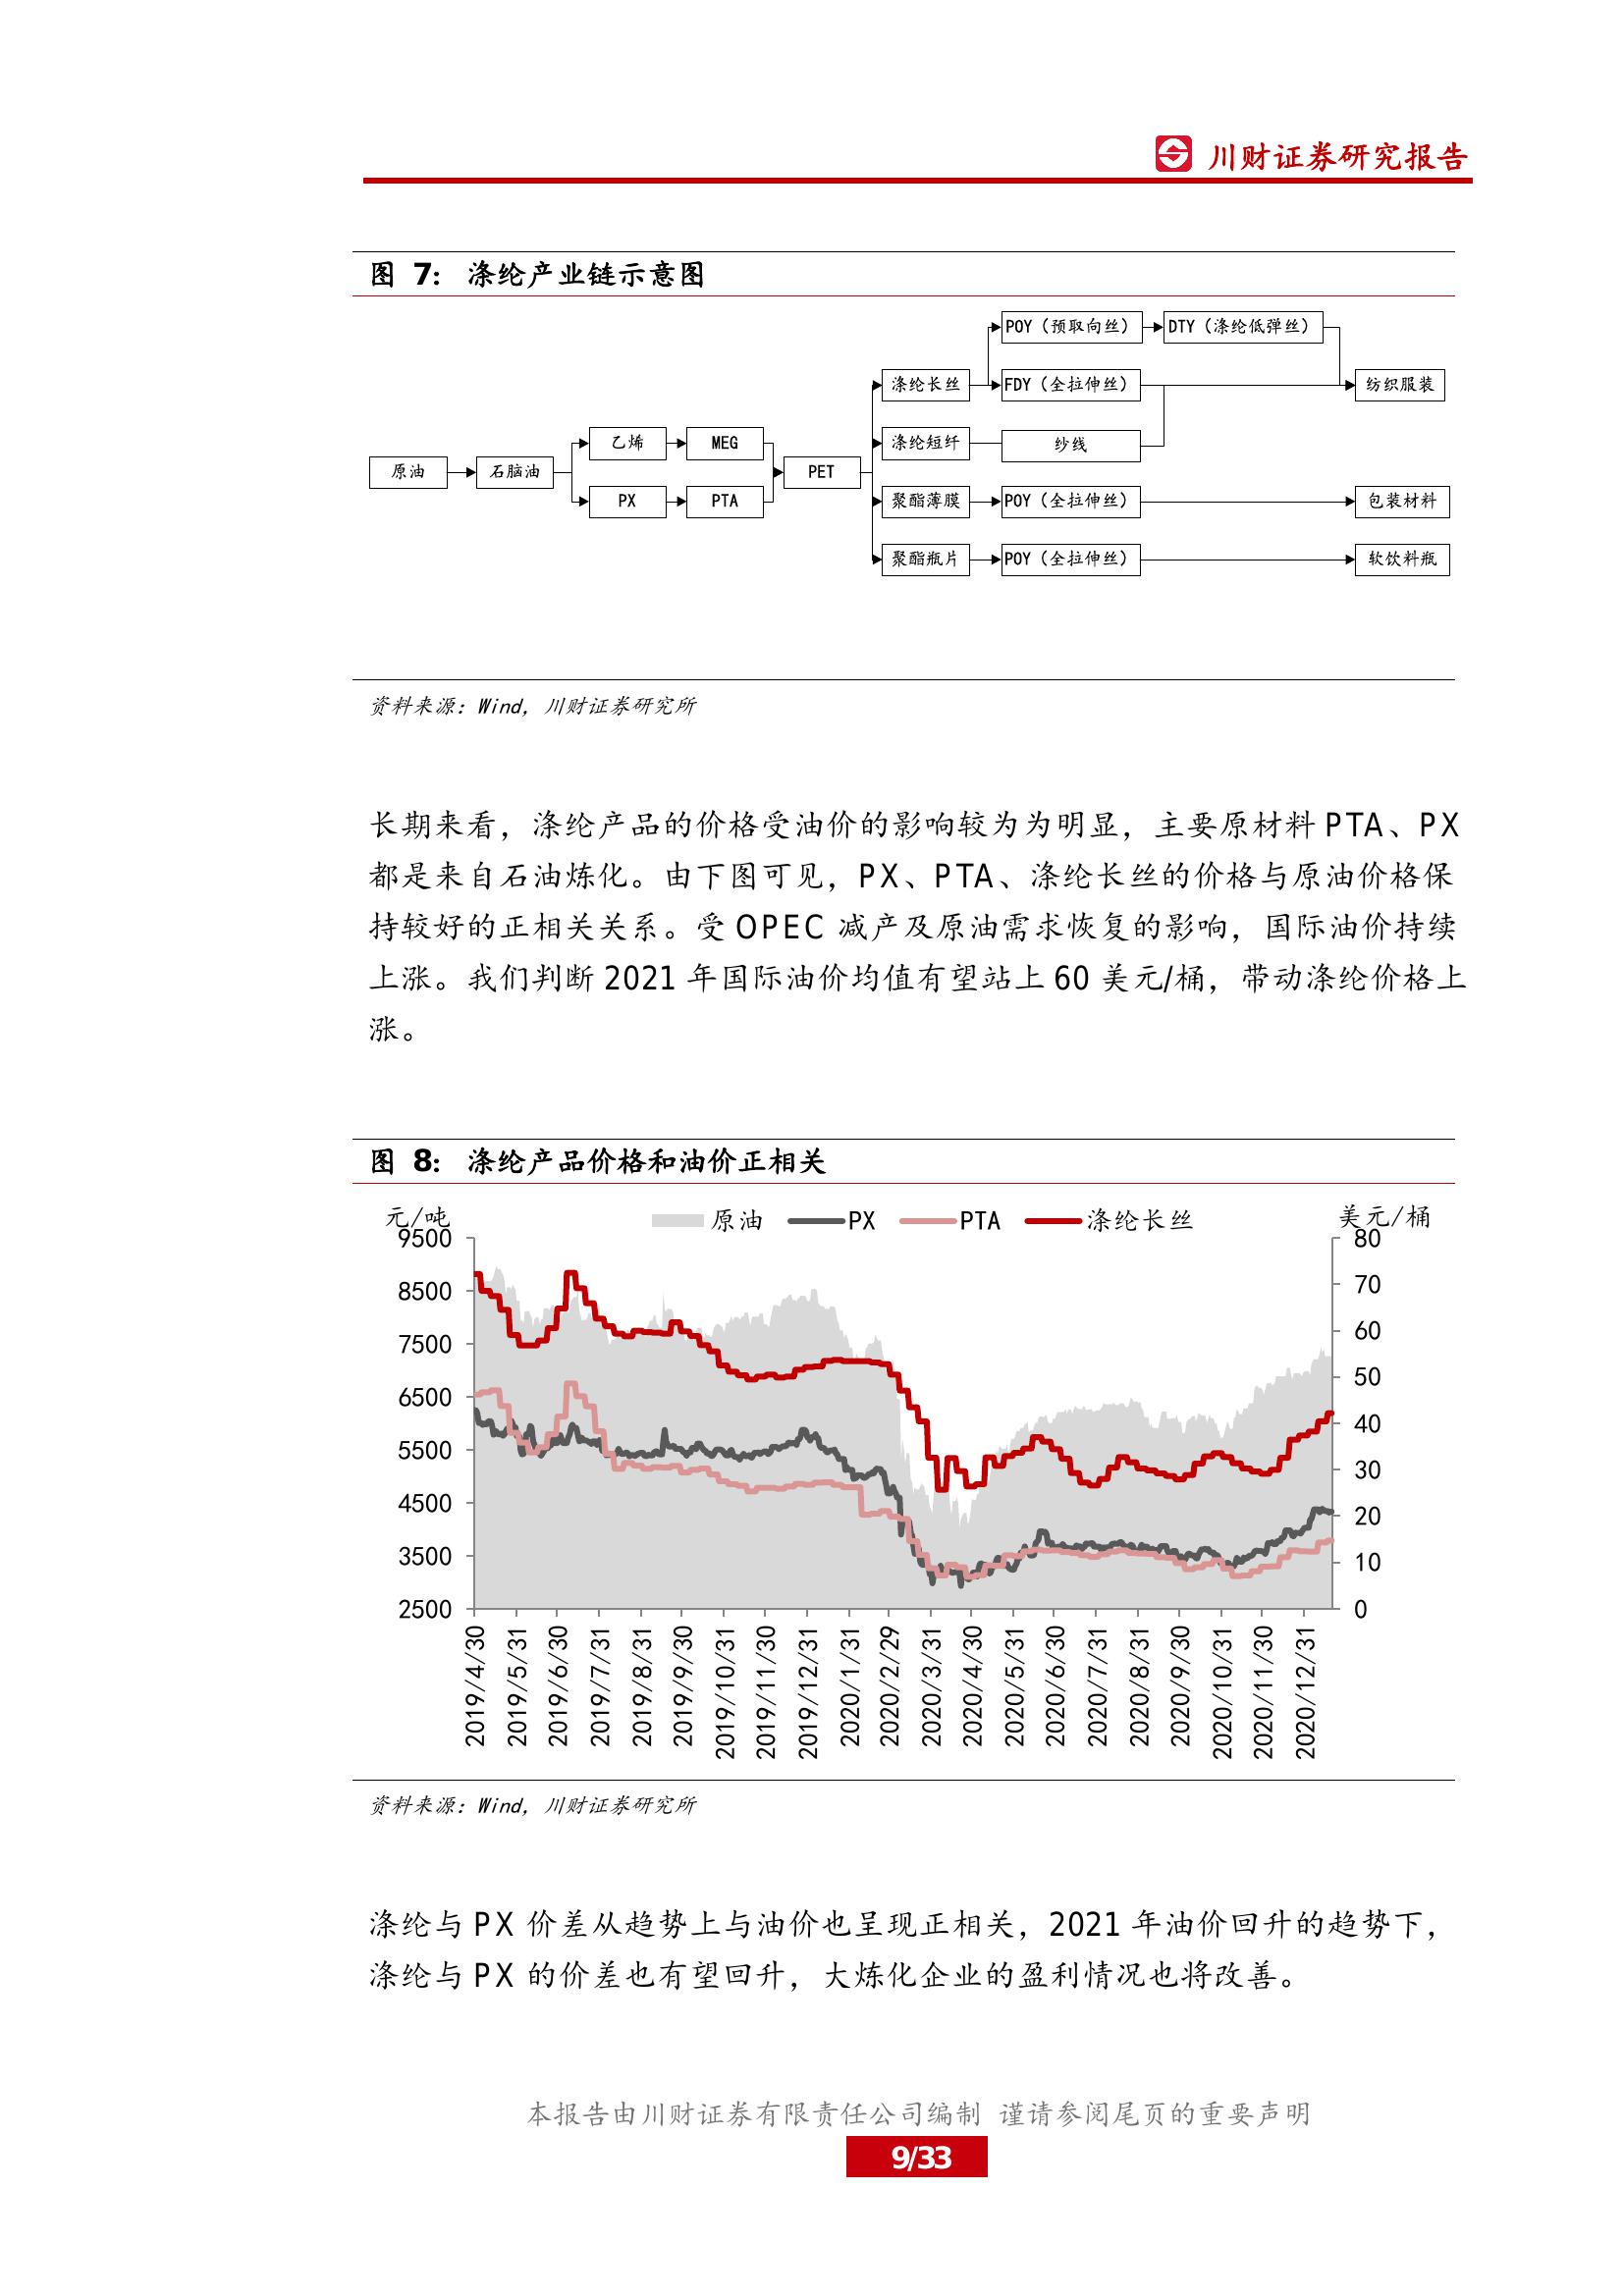 川财证券研究报告
图 7： 涤纶产业链示意图
POY（预取向丝） DTY（涤纶低弹丝）
涤纶长丝 FDY（全拉伸丝） 纺织服装
乙烯 MEG 涤纶短纤 纱线
原油 石脑油 PET
PX PTA 聚酯薄膜 POY（全拉伸丝） 包装材料
聚酯瓶片 POY（全拉伸丝） 软饮料瓶
资料来源：Wind，川财证券研究所
长期来看，涤纶产品的价格受油价的影响较为为明显，主要原材料 PTA、PX
都是来自石油炼化。由下图可见，PX、PTA、涤纶长丝的价格与原油价格保
持较好的正相关关系。受 OPEC 减产及原油需求恢复的影响，国际油价持续
上涨。我们判断 2021 年国际油价均值有望站上 60 美元/桶，带动涤纶价格上
涨。
图 8： 涤纶产品价格和油价正相关
元/吨 原油 PX PTA 涤纶长丝 美元/桶
9500 80
8500 70
7500 60
6500 50
5500 40
4500 30
3500 20
2500 10
0
2019/4/30 2019/5/31 2019/6/30 2019/7/31 2019/8/31 2019/9/30 2019/10/31 2019/11/30 2019/12/31 2020/1/31 2020/2/29 2020/3/31 2020/4/30 2020/5/31 2020/6/30 2020/7/31 2020/8/31 2020/9/30 2020/10/31 2020/11/30 2020/12/31
资料来源：Wind，川财证券研究所
涤纶与 PX 价差从趋势上与油价也呈现正相关，2021 年油价回升的趋势下，
涤纶与 PX 的价差也有望回升，大炼化企业的盈利情况也将改善。
本报告由川财证券有限责任公司编制 谨请参阅尾页的重要声明
9/33